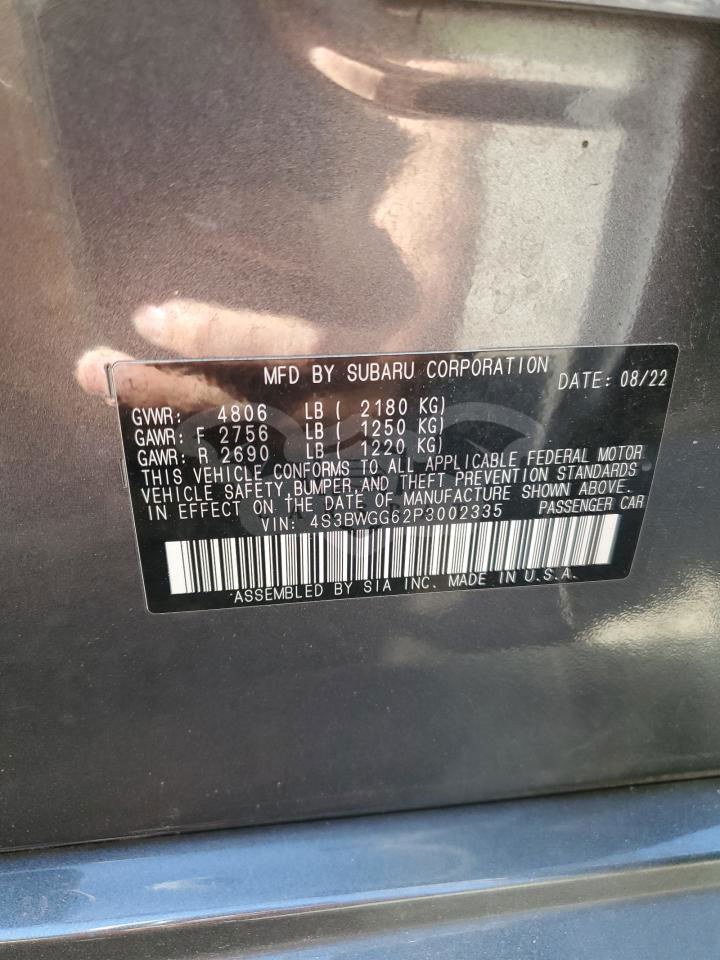 MFD BY SUBARU CORPORATION
DATE: 08/22
GVWR: 4806 LB ( 2180 KG)
GAWR: F 2756 LB ( 1250 KG)
GAWR: R 2690 LB ( 1220 KG)
THIS VEHICLE CONFORMS TO ALL APPLICABLE FEDERAL MOTOR
VEHICLE SAFETY, BUMPER, AND THEFT PREVENTION STANDARDS
IN EFFECT ON THE DATE OF MANUFACTURE SHOWN ABOVE.
VIN: 4S3BWGG62P3002335 PASSENGER CAR
ASSEMBLED BY SIA INC. MADE IN U.S.A.